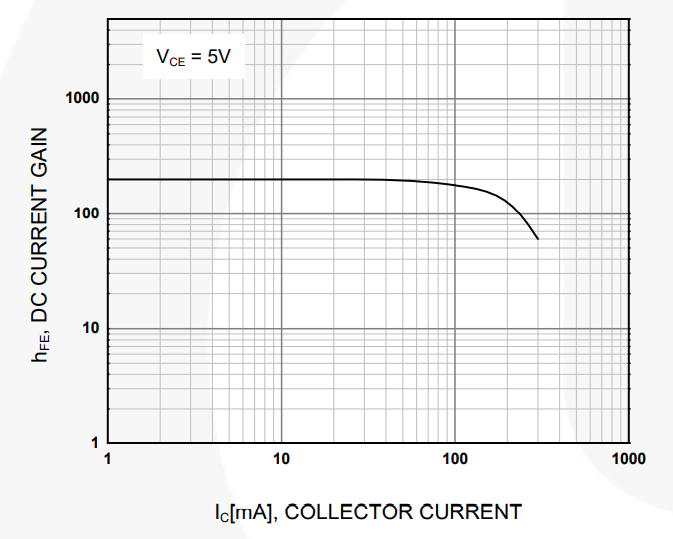 VCE = 5V
1000
100
10
1
hFE, DC CURRENT GAIN
1 10 100 1000
IC[mA], COLLECTOR CURRENT